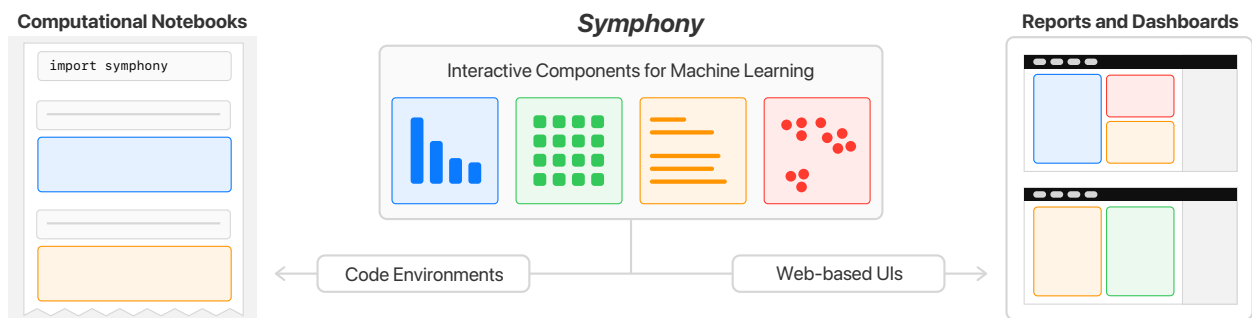 Computational Notebooks
import symphony
Symphony
Interactive Components for Machine Learning
Code Environments
Web-based UIs
Reports and Dashboards